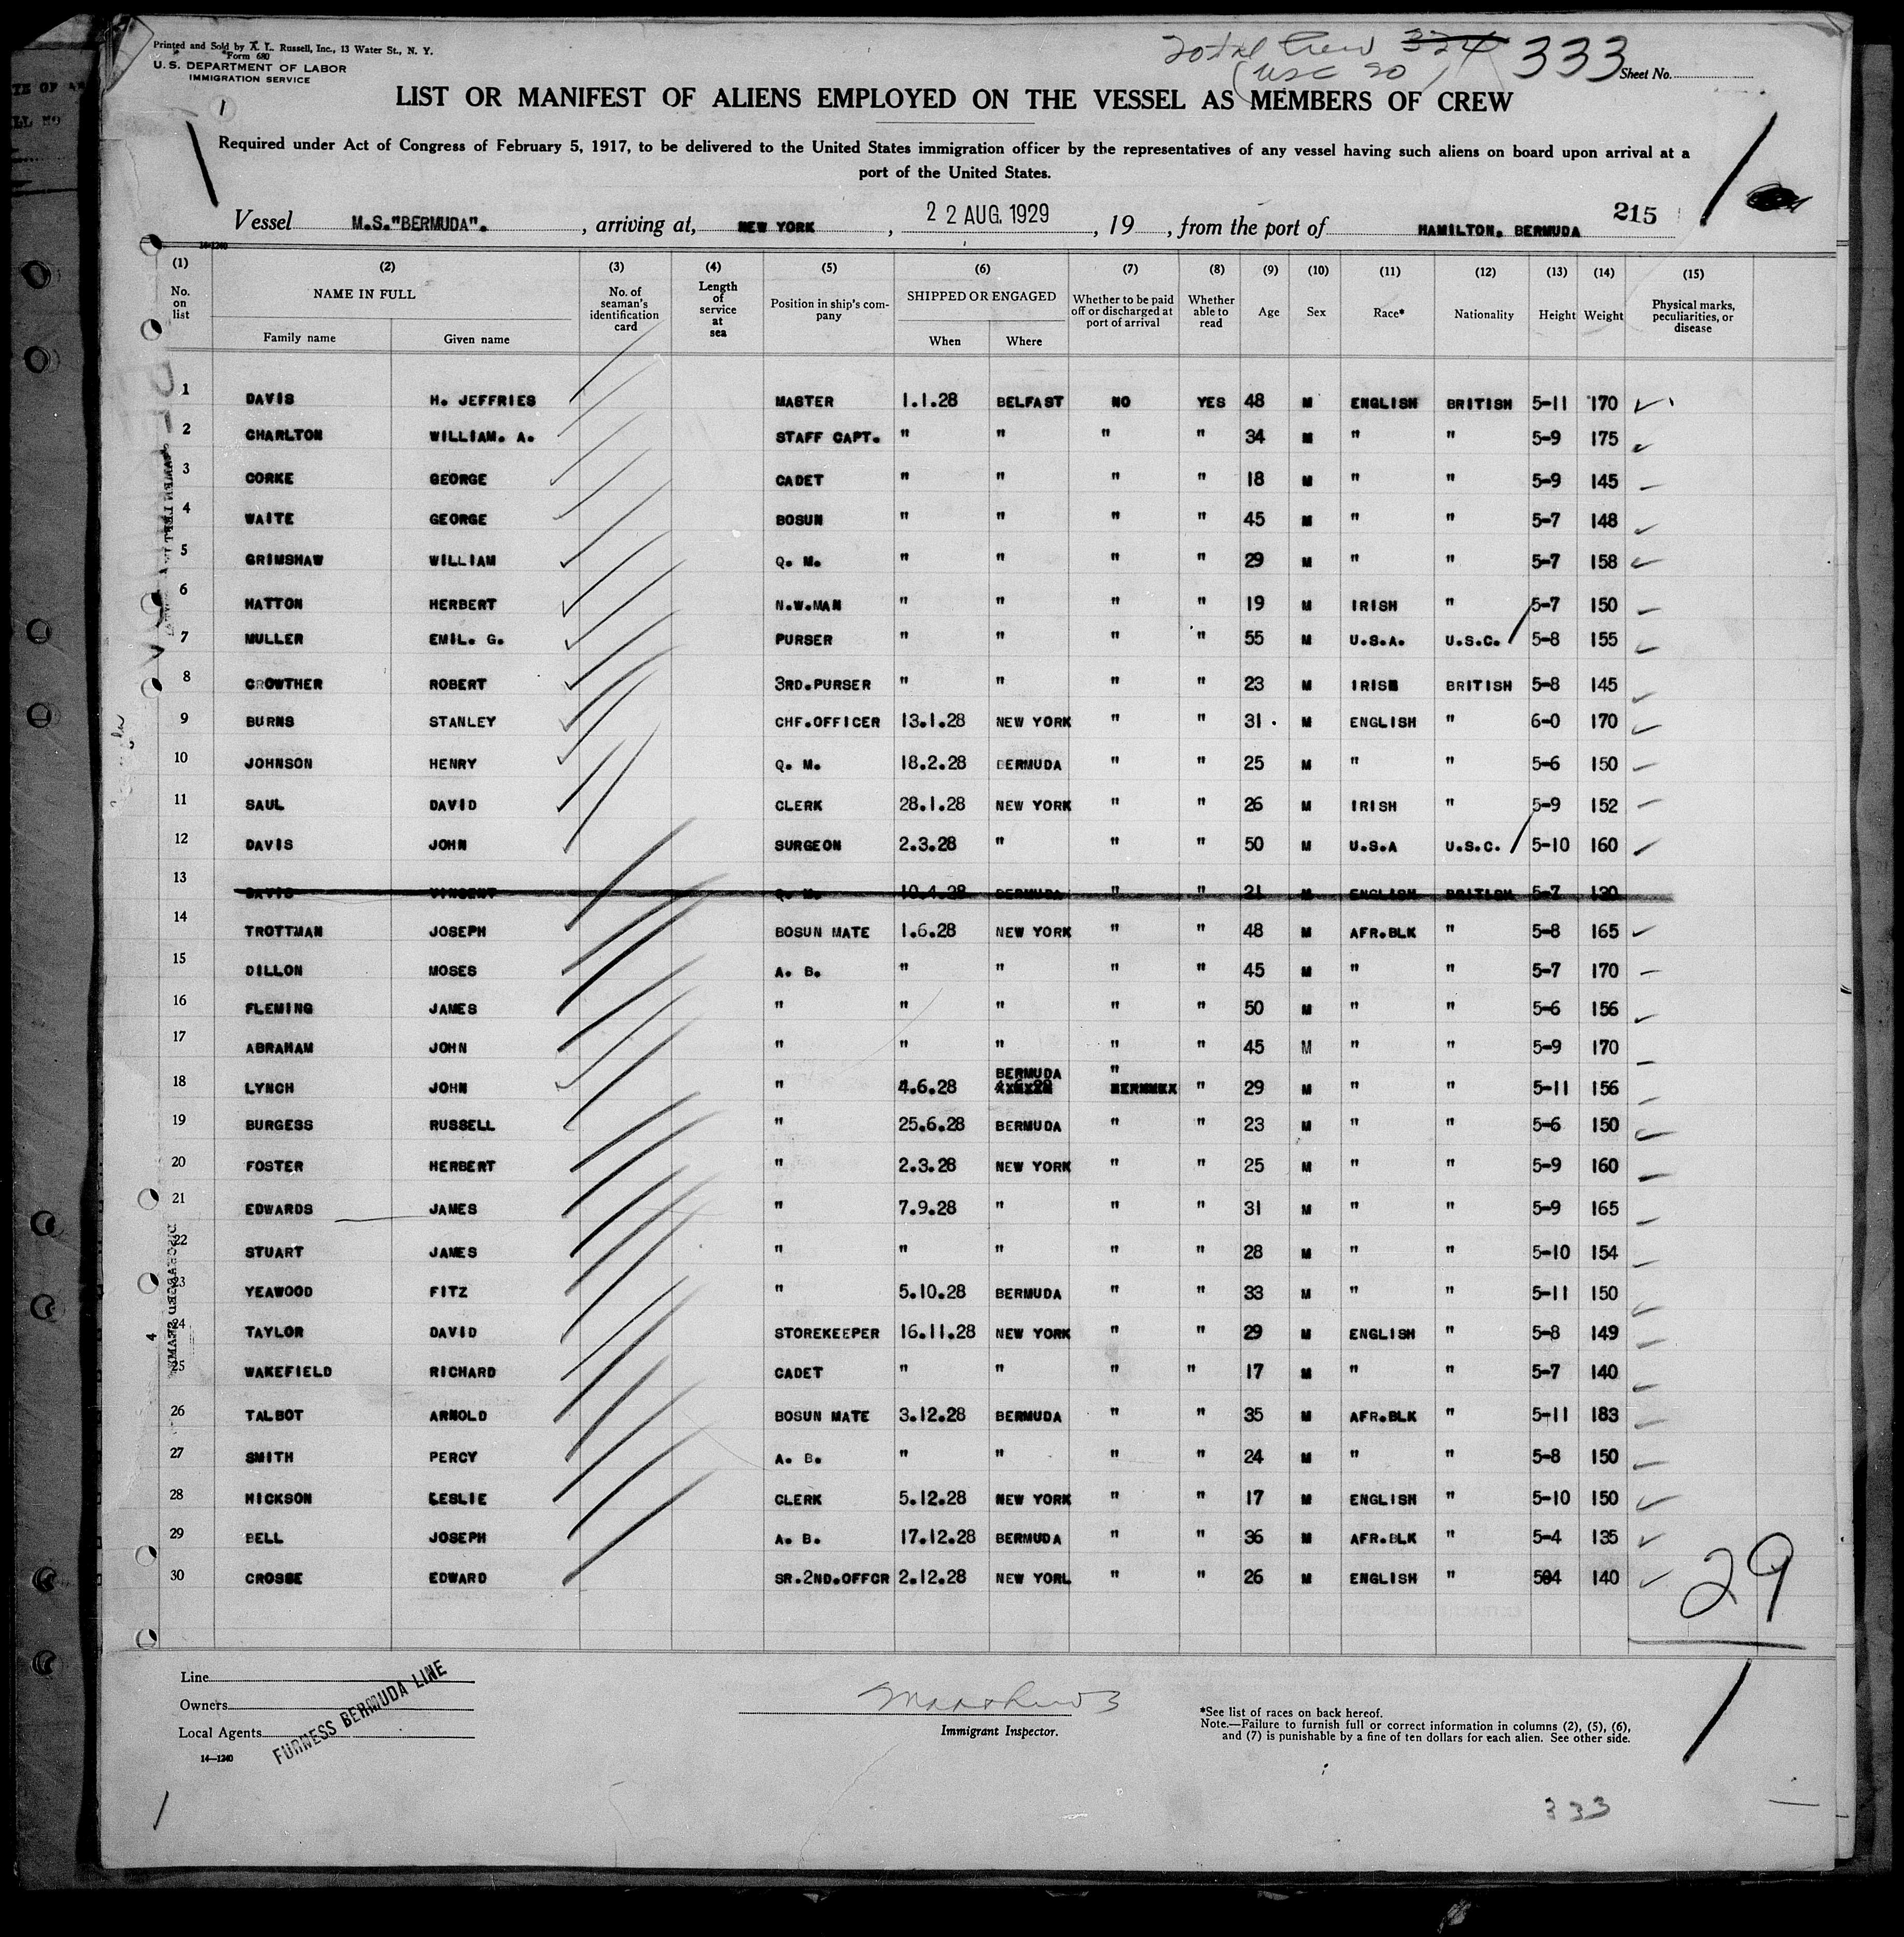 Printed and Sold by A. L. Russell, Inc., 13 Water St., N. Y.
Form 680
U. S. DEPARTMENT OF LABOR
IMMIGRATION SERVICE
1
Total Crew 324 333
(USC 20)
Sheet No.
LIST OR MANIFEST OF ALIENS EMPLOYED ON THE VESSEL AS MEMBERS OF CREW
Required under Act of Congress of February 5, 1917, to be delivered to the United States immigration officer by the representatives of any vessel having such aliens on board upon arrival at a
port of the United States.
Vessel M.S."BERMUDA". , arriving at, NEW YORK , 22 AUG. 1929 , 19 , from the port of HAMILTON, BERMUDA 215
14-1240
(1) (2) (3) (4) (5) (6) (7) (8) (9) (10) (11) (12) (13) (14) (15)
No. on list NAME IN FULL Family name Given name No. of seaman's identification card Length of service at sea Position in ship's company SHIPPED OR ENGAGED When Where Whether to be paid off or discharged at port of arrival Whether able to read Age Sex Race* Nationality Height Weight Physical marks, peculiarities, or disease
1 DAVIS H. JEFFRIES MASTER 1.1.28 BELFAST NO YES 48 M ENGLISH BRITISH 5-11 170
2 CHARLTON WILLIAM. A. STAFF CAPT. " " " " 34 M " " 5-9 175
3 CORKE GEORGE CADET " " " " 18 M " " 5-9 145
4 WAITE GEORGE BOSUN " " " " 45 M " " 5-7 148
5 GRIMSHAW WILLIAM Q. M. " " " " 29 M " " 5-7 158
6 HATTON HERBERT N.W.MAN " " " " 19 M IRISH " 5-7 150
7 MULLER EMIL. G. PURSER " " " " 55 M U.S.A. U.S.C. 5-8 155
8 CROWTHER ROBERT 3RD.PURSER " " " " 23 M IRISH BRITISH 5-8 145
9 BURNS STANLEY CHF.OFFICER 13.1.28 NEW YORK " " 31 . M ENGLISH " 6-0 170
10 JOHNSON HENRY Q. M. 18.2.28 BERMUDA " " 25 M " " 5-6 150
11 SAUL DAVID CLERK 28.1.28 NEW YORK " " 26 M IRISH " 5-9 152
12 DAVIS JOHN SURGEON 2.3.28 " " " 50 M U.S.A U.S.C. 5-10 160
13 DAVIS VINCENT Q. M. 10.4.28 BERMUDA " " 21 M ENGLISH BRITISH 5-7 130
14 TROTTMAN JOSEPH BOSUN MATE 1.6.28 NEW YORK " " 48 M AFR.BLK " 5-8 165
15 DILLON MOSES A. B. " " " " 45 M " " 5-7 170
16 FLEMING JAMES " " " " " 50 M " " 5-6 156
17 ABRAHAM JOHN " " " " " 45 M " " 5-9 170
18 LYNCH JOHN " 4.6.28 BERMUDA " " 29 M " " 5-11 156
19 BURGESS RUSSELL " 25.6.28 BERMUDA " " 23 M " " 5-6 150
20 FOSTER HERBERT " 2.3.28 NEW YORK " " 25 M " " 5-9 160
21 EDWARDS JAMES " 7.9.28 " " " 31 M " " 5-9 165
22 STUART JAMES " " " " " 28 M " " 5-10 154
23 YEAWOOD FITZ " 5.10.28 BERMUDA " " 33 M " " 5-11 150
24 TAYLOR DAVID STOREKEEPER 16.11.28 NEW YORK " " 29 M ENGLISH " 5-8 149
25 WAKEFIELD RICHARD CADET " " " " 17 M " " 5-7 140
26 TALBOT ARNOLD BOSUN MATE 3.12.28 BERMUDA " " 35 M AFR.BLK " 5-11 183
27 SMITH PERCY A. B. " " " " 24 M " " 5-8 150
28 HICKSON LESLIE CLERK 5.12.28 NEW YORK " " 17 M ENGLISH " 5-10 150
29 BELL JOSEPH A. B. 17.12.28 BERMUDA " " 36 M AFR.BLK " 5-4 135
30 CROSBE EDWARD SR.2ND.OFFCR 2.12.28 NEW YORL " " 26 M ENGLISH " 504 140
29
Line
Owners
Local Agents
FURNESS BERMUDA LINE
14—1240
Immigrant Inspector.
*See list of races on back hereof.
Note.—Failure to furnish full or correct information in columns (2), (5), (6),
and (7) is punishable by a fine of ten dollars for each alien. See other side.
333